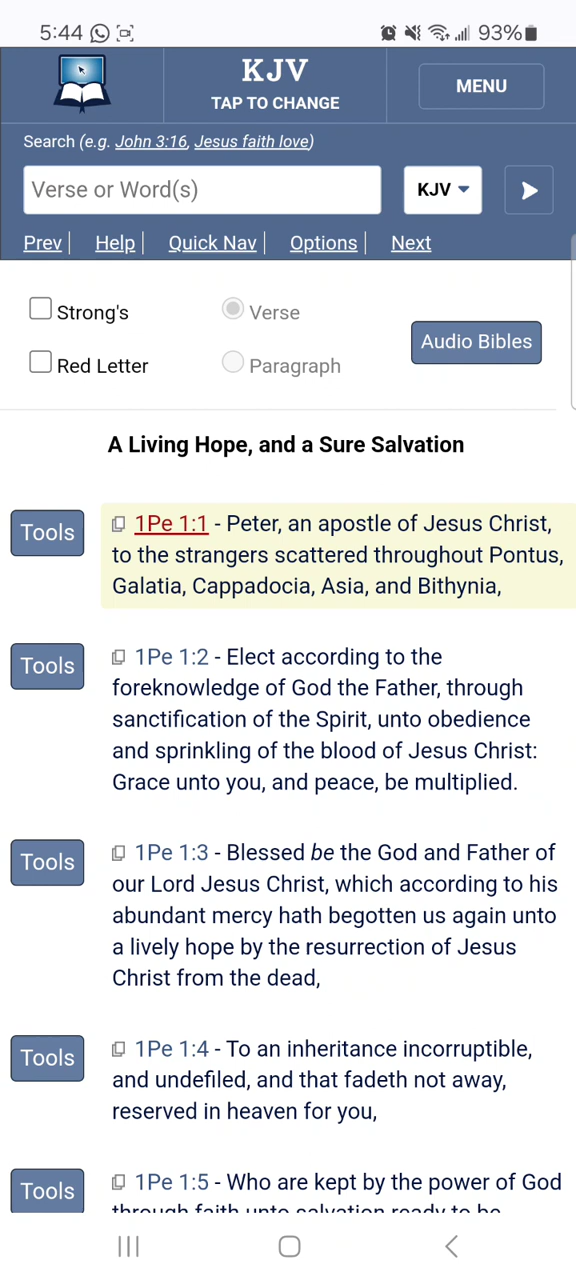 5:44 93%
KJV
TAP TO CHANGE
MENU
Search (e.g. John 3:16, Jesus faith love)
Verse or Word(s)
KJV
Prev | Help | Quick Nav | Options | Next
Strong's
Verse
Audio Bibles
Red Letter
Paragraph
A Living Hope, and a Sure Salvation
Tools
1Pe 1:1 - Peter, an apostle of Jesus Christ,
to the strangers scattered throughout Pontus,
Galatia, Cappadocia, Asia, and Bithynia,
Tools
1Pe 1:2 - Elect according to the
foreknowledge of God the Father, through
sanctification of the Spirit, unto obedience
and sprinkling of the blood of Jesus Christ:
Grace unto you, and peace, be multiplied.
Tools
1Pe 1:3 - Blessed be the God and Father of
our Lord Jesus Christ, which according to his
abundant mercy hath begotten us again unto
a lively hope by the resurrection of Jesus
Christ from the dead,
Tools
1Pe 1:4 - To an inheritance incorruptible,
and undefiled, and that fadeth not away,
reserved in heaven for you,
Tools
1Pe 1:5 - Who are kept by the power of God
through faith unto salvation ready to be